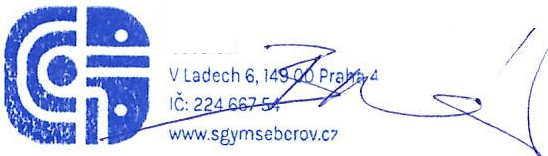 V Ladech 6, 149 00 Praha 4
IČ: 224 667 54
www.sgymseberov.cz